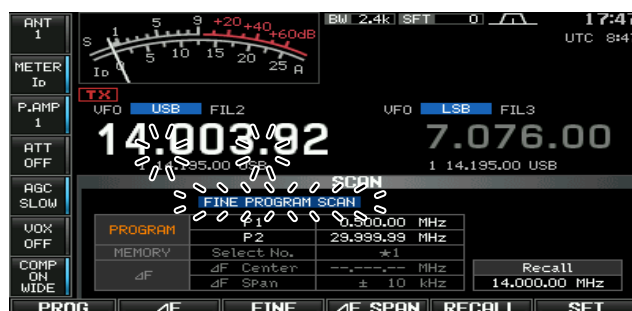 ANT
1
METER
ID
P.AMP
1
ATT
OFF
AGC
SLOW
VOX
OFF
COMP
ON
WIDE
S 1 5 9 +20 +40 +60dB
ID 0 5 10 15 20 25 A
BW 2.4k SFT 0
17:47
UTC 8:47
TX
VFO USB FIL2
14.003.92
1 14.195.00 USB
VFO LSB FIL3
7.076.00
1 14.195.00 USB
SCAN
FINE PROGRAM SCAN
PROGRAM P1 0.500.00 MHz
P2 29.999.99 MHz
MEMORY Select No. ★1
ΔF ΔF Center --.---.-- MHz
ΔF Span ± 10 kHz
Recall
14.000.00 MHz
PROG ΔF FINE ΔF SPAN RECALL SET